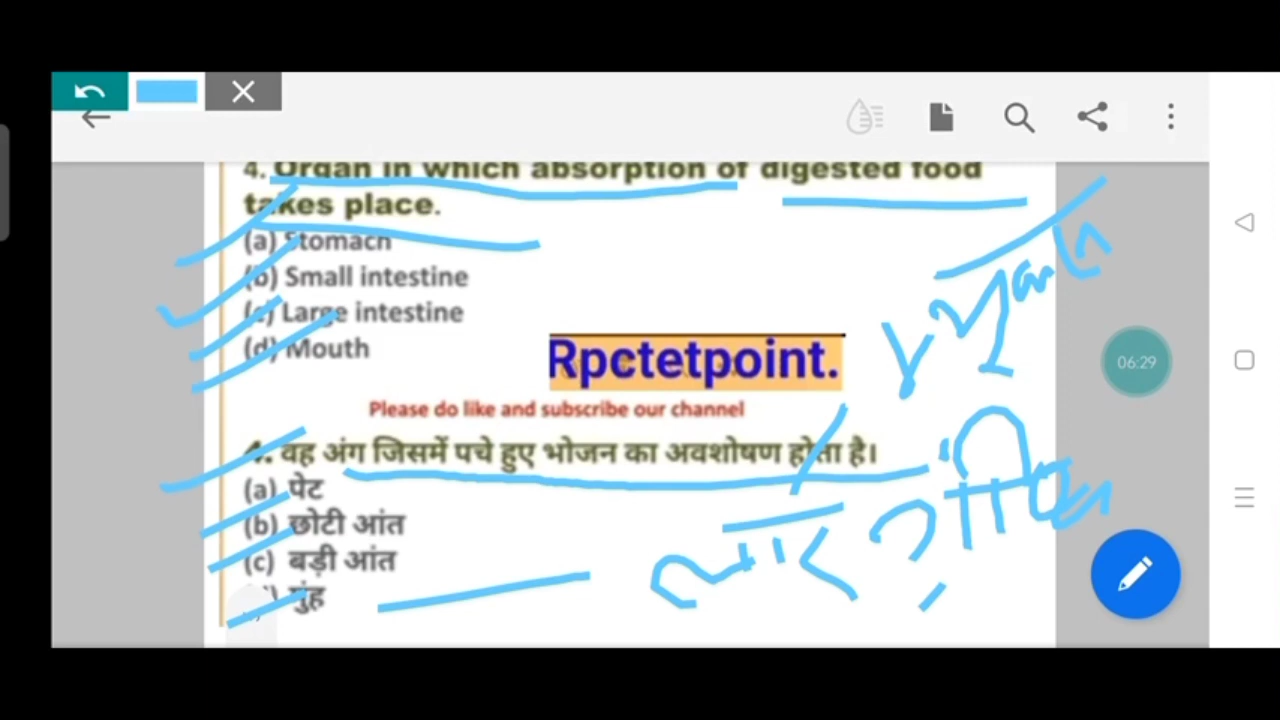 4. Organ in which absorption of digested food
takes place.
(a) Stomach
(b) Small intestine
(c) Large intestine
(d) Mouth
Rpctetpoint.
Please do like and subscribe our channel
4. वह अंग जिसमें पचे हुए भोजन का अवशोषण होता है।
(a) पेट
(b) छोटी आंत
(c) बड़ी आंत
मुंह
06:29